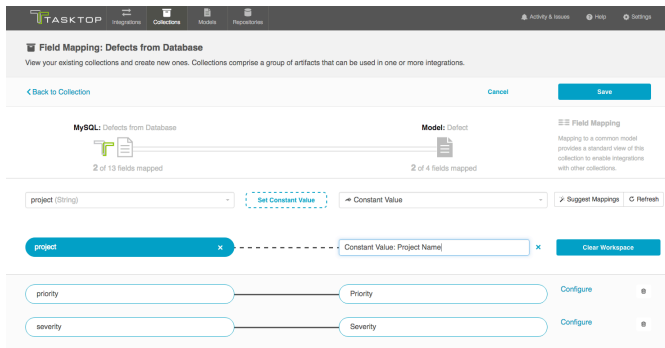 TASKTOP
Integrations
Collections
Models
Repositories
Activity & Issues
Help
Settings
Field Mapping: Defects from Database
View your existing collections and create new ones. Collections comprise a group of artifacts that can be used in one or more integrations.
Back to Collection
Cancel
Save
MySQL: Defects from Database
2 of 13 fields mapped
Model: Defect
2 of 4 fields mapped
Field Mapping
Mapping to a common model
provides a standard view of this
collection to enable integrations
with other collections.
project (String)
Set Constant Value
Constant Value
Suggest Mappings
Refresh
project
Constant Value: Project Name
Clear Workspace
priority
Priority
Configure
severity
Severity
Configure